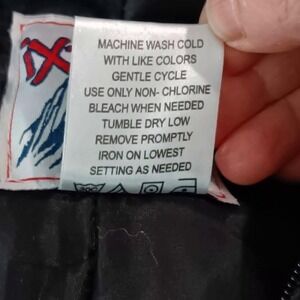 MACHINE WASH COLD
WITH LIKE COLORS
GENTLE CYCLE
USE ONLY NON- CHLORINE
BLEACH WHEN NEEDED
TUMBLE DRY LOW
REMOVE PROMPTLY
IRON ON LOWEST
SETTING AS NEEDED